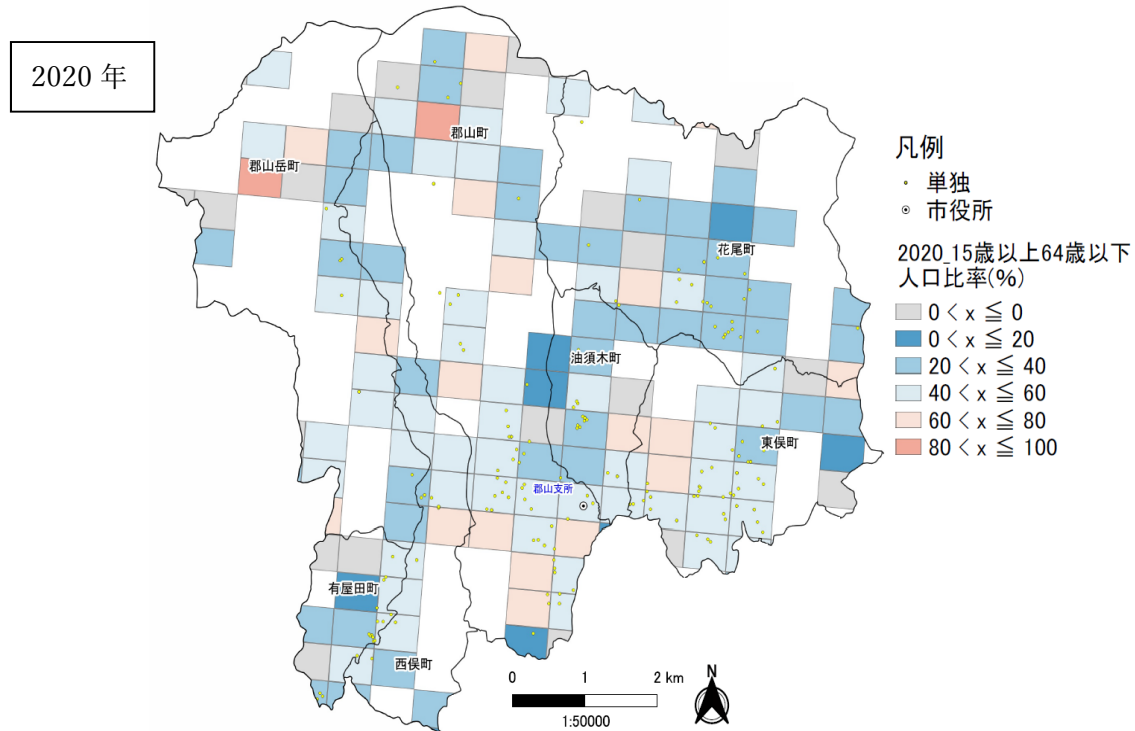 2020 年
郡山町
郡山岳町
花尾町
油須木町
東俣町
郡山支所
有屋田町
西俣町
凡例
単独
市役所
2020_15歳以上64歳以下
人口比率(%)
0 < x ≦ 0
0 < x ≦ 20
20 < x ≦ 40
40 < x ≦ 60
60 < x ≦ 80
80 < x ≦ 100
0 1 2 km
1:50000
N